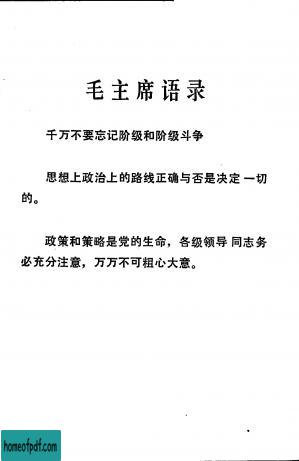 毛主席语录
千万不要忘记阶级和阶级斗争
思想上政治上的路线正确与否是决定一切
的。
政策和策略是党的生命，各级领导同志务
必充分注意，万万不可粗心大意。
homeofpdf.com